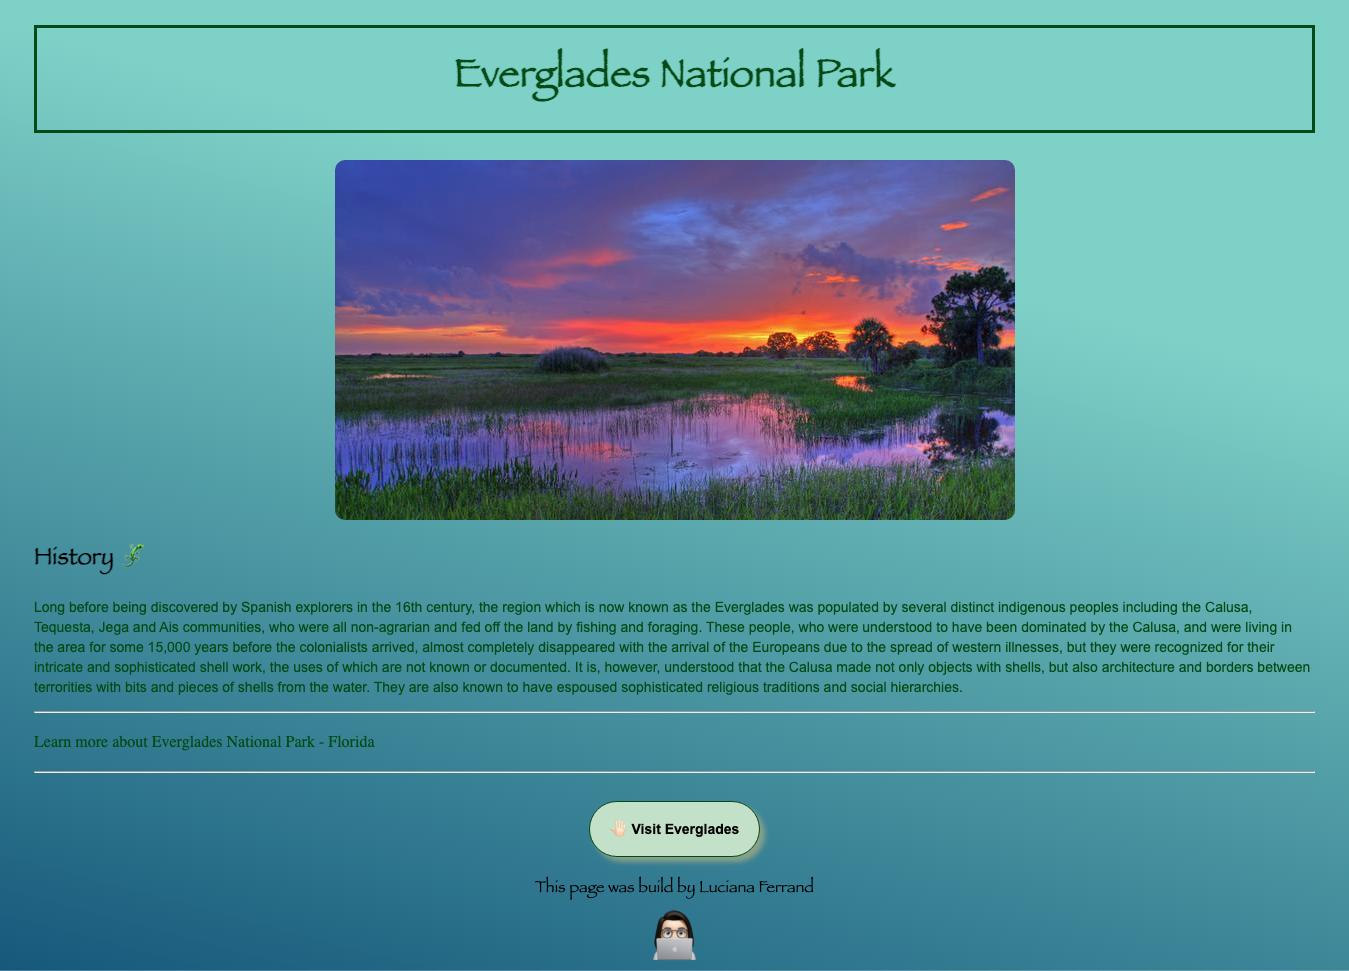 Everglades National Park
History
Long before being discovered by Spanish explorers in the 16th century, the region which is now known as the Everglades was populated by several distinct indigenous peoples including the Calusa,
Tequesta, Jega and Ais communities, who were all non-agrarian and fed off the land by fishing and foraging. These people, who were understood to have been dominated by the Calusa, and were living in
the area for some 15,000 years before the colonialists arrived, almost completely disappeared with the arrival of the Europeans due to the spread of western illnesses, but they were recognized for their
intricate and sophisticated shell work, the uses of which are not known or documented. It is, however, understood that the Calusa made not only objects with shells, but also architecture and borders between
terrorities with bits and pieces of shells from the water. They are also known to have espoused sophisticated religious traditions and social hierarchies.
Learn more about Everglades National Park - Florida
Visit Everglades
This page was build by Luciana Ferrand